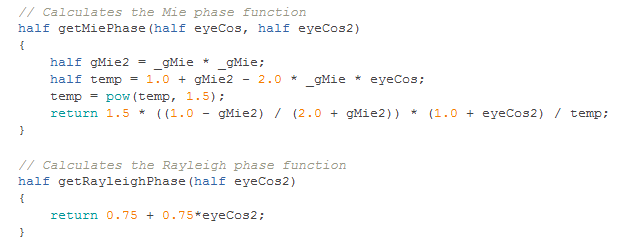 // Calculates the Mie phase function
half getMiePhase(half eyeCos, half eyeCos2)
{
    half gMie2 = _gMie * _gMie;
    half temp = 1.0 + gMie2 - 2.0 * _gMie * eyeCos;
    temp = pow(temp, 1.5);
    return 1.5 * ((1.0 - gMie2) / (2.0 + gMie2)) * (1.0 + eyeCos2) / temp;
}

// Calculates the Rayleigh phase function
half getRayleighPhase(half eyeCos2)
{
    return 0.75 + 0.75*eyeCos2;
}